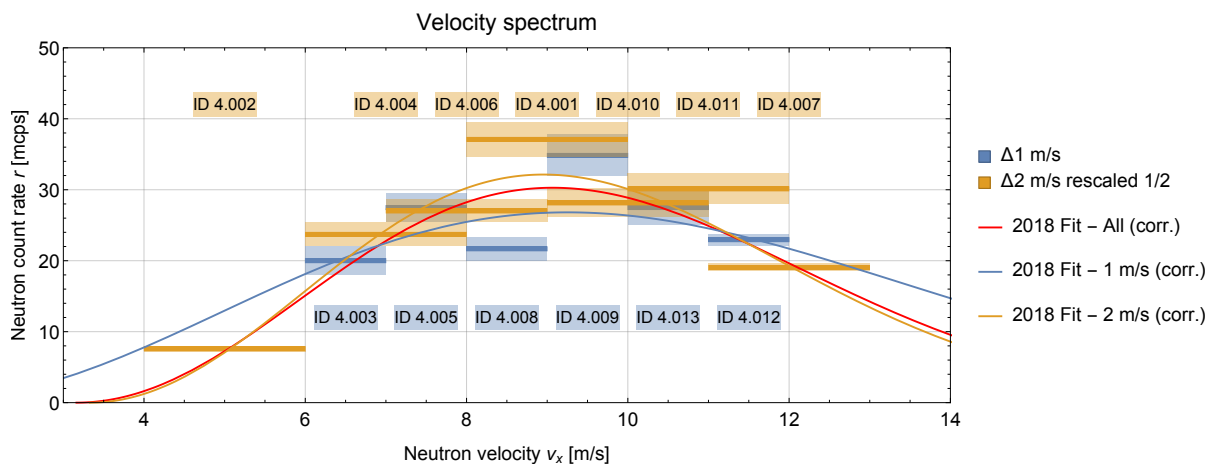 Velocity spectrum
Neutron count rate r [mcps]
50
40
30
20
10
0
ID 4.002
ID 4.004
ID 4.006
ID 4.001
ID 4.010
ID 4.011
ID 4.007
ID 4.003
ID 4.005
ID 4.008
ID 4.009
ID 4.013
ID 4.012
4
6
8
10
12
14
Neutron velocity vₓ [m/s]
Δ1 m/s
Δ2 m/s rescaled 1/2
2018 Fit – All (corr.)
2018 Fit – 1 m/s (corr.)
2018 Fit – 2 m/s (corr.)